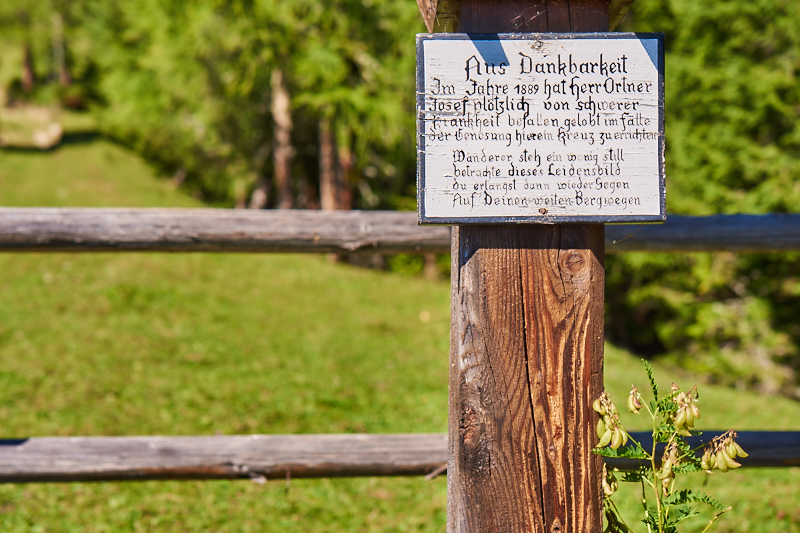 Aus Dankbarkeit
Im Jahre 1889 hat Herr Ortner
Josef plötzlich von schwerer
Krankheit befallen gelobt im falle
der Genesung hier ein Kreuz zu errichten
Wanderer steh ein wenig still
betrachte dieses Leidensbild
du erlangst dann wieder Segen
Auf Deinen weiten Bergwegen